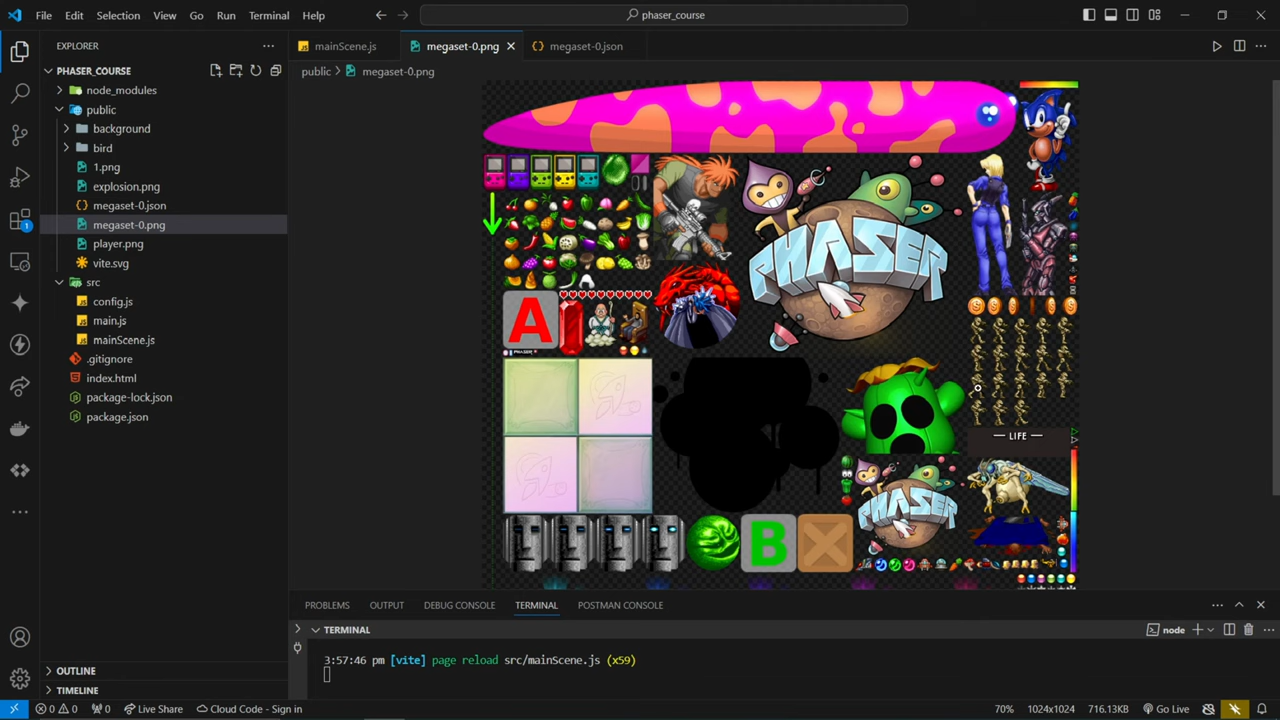 File Edit Selection View Go Run Terminal Help
phaser_course
EXPLORER
mainScene.js
megaset-0.png
megaset-0.json
public
megaset-0.png
PHASER_COURSE
node_modules
public
background
bird
1.png
explosion.png
megaset-0.json
megaset-0.png
player.png
vite.svg
src
config.js
main.js
mainScene.js
.gitignore
index.html
package-lock.json
package.json
PHASER
A
PHASER
LIFE
PHASER
B
PROBLEMS OUTPUT DEBUG CONSOLE TERMINAL POSTMAN CONSOLE
TERMINAL
node
3:57:46 pm [vite] page reload src/mainScene.js (x59)
OUTLINE
TIMELINE
0 0 0 Live Share Cloud Code - Sign in 70% 1024x1024 716.13KB Go Live